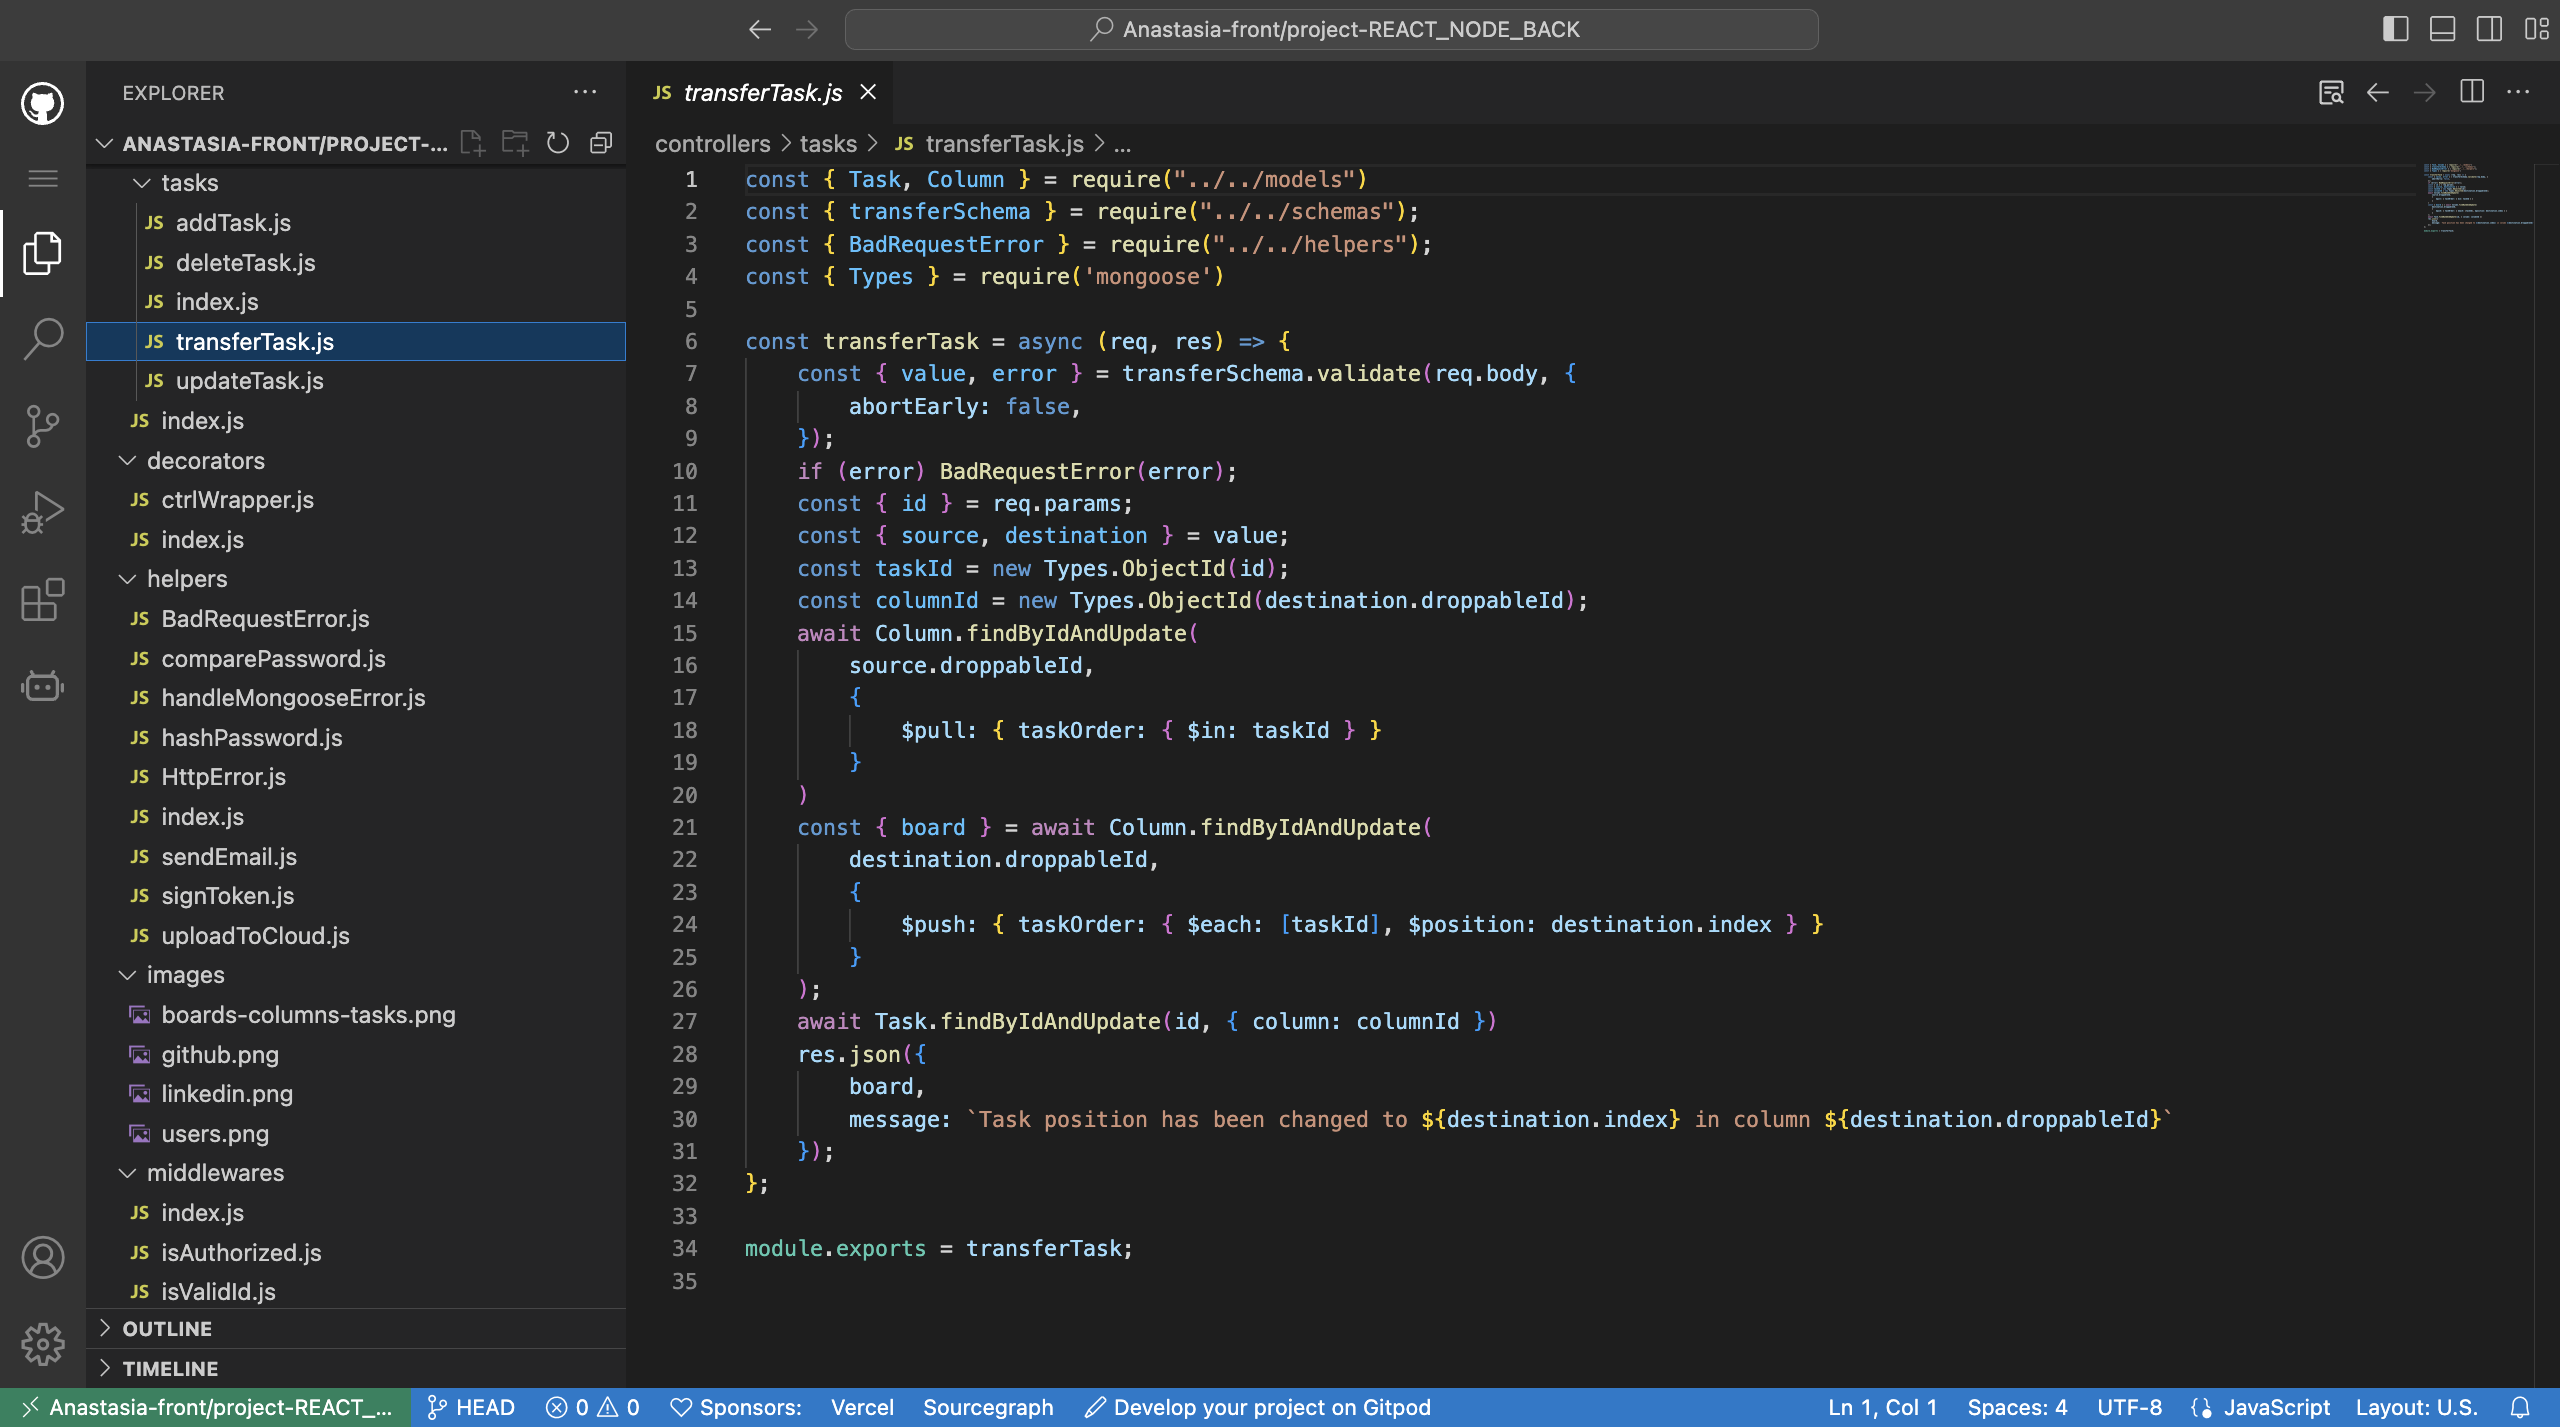 Anastasia-front/project-REACT_NODE_BACK
EXPLORER
ANASTASIA-FRONT/PROJECT-...
tasks
JS addTask.js
JS deleteTask.js
JS index.js
JS transferTask.js
JS updateTask.js
JS index.js
decorators
JS ctrlWrapper.js
JS index.js
helpers
JS BadRequestError.js
JS comparePassword.js
JS handleMongooseError.js
JS hashPassword.js
JS HttpError.js
JS index.js
JS sendEmail.js
JS signToken.js
JS uploadToCloud.js
images
boards-columns-tasks.png
github.png
linkedin.png
users.png
middlewares
JS index.js
JS isAuthorized.js
JS isValidId.js
OUTLINE
TIMELINE
JS transferTask.js
controllers > tasks > JS transferTask.js > ...
1 const { Task, Column } = require("../../models")
2 const { transferSchema } = require("../../schemas");
3 const { BadRequestError } = require("../../helpers");
4 const { Types } = require('mongoose')
5
6 const transferTask = async (req, res) => {
7 const { value, error } = transferSchema.validate(req.body, {
8 abortEarly: false,
9 });
10 if (error) BadRequestError(error);
11 const { id } = req.params;
12 const { source, destination } = value;
13 const taskId = new Types.ObjectId(id);
14 const columnId = new Types.ObjectId(destination.droppableId);
15 await Column.findByIdAndUpdate(
16 source.droppableId,
17 {
18 $pull: { taskOrder: { $in: taskId } }
19 }
20 )
21 const { board } = await Column.findByIdAndUpdate(
22 destination.droppableId,
23 {
24 $push: { taskOrder: { $each: [taskId], $position: destination.index } }
25 }
26 );
27 await Task.findByIdAndUpdate(id, { column: columnId })
28 res.json({
29 board,
30 message: `Task position has been changed to ${destination.index} in column ${destination.droppableId}`
31 });
32 };
33
34 module.exports = transferTask;
35
Anastasia-front/project-REACT_... HEAD 0 0 Sponsors: Vercel Sourcegraph Develop your project on Gitpod Ln 1, Col 1 Spaces: 4 UTF-8 JavaScript Layout: U.S.